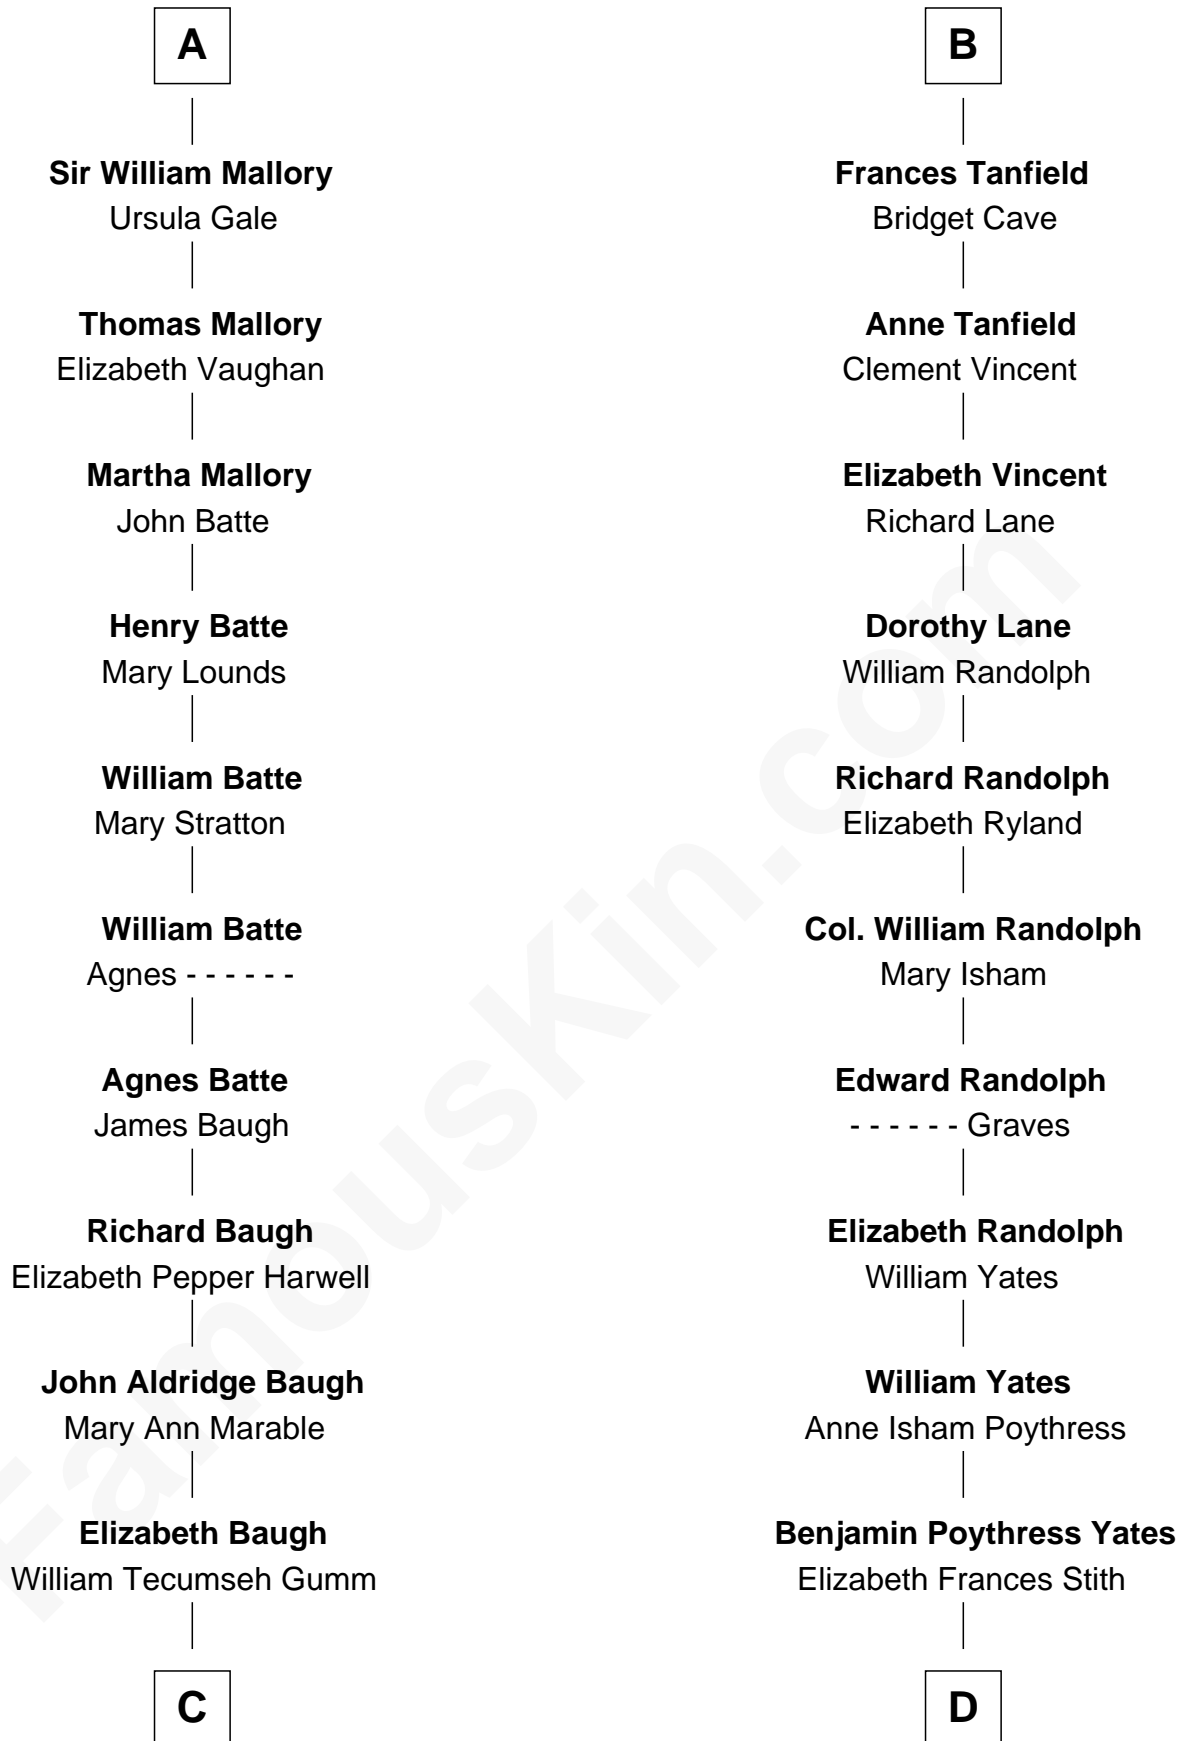 A
Sir William Mallory
Ursula Gale
Thomas Mallory
Elizabeth Vaughan
Martha Mallory
John Batte
Henry Batte
Mary Lounds
William Batte
Mary Stratton
William Batte
Agnes - - - - - -
Agnes Batte
James Baugh
Richard Baugh
Elizabeth Pepper Harwell
John Aldridge Baugh
Mary Ann Marable
Elizabeth Baugh
William Tecumseh Gumm
C
B
Frances Tanfield
Bridget Cave
Anne Tanfield
Clement Vincent
Elizabeth Vincent
Richard Lane
Dorothy Lane
William Randolph
Richard Randolph
Elizabeth Ryland
Col. William Randolph
Mary Isham
Edward Randolph
- - - - - - Graves
Elizabeth Randolph
William Yates
William Yates
Anne Isham Poythress
Benjamin Poythress Yates
Elizabeth Frances Stith
D
FamousKin.com